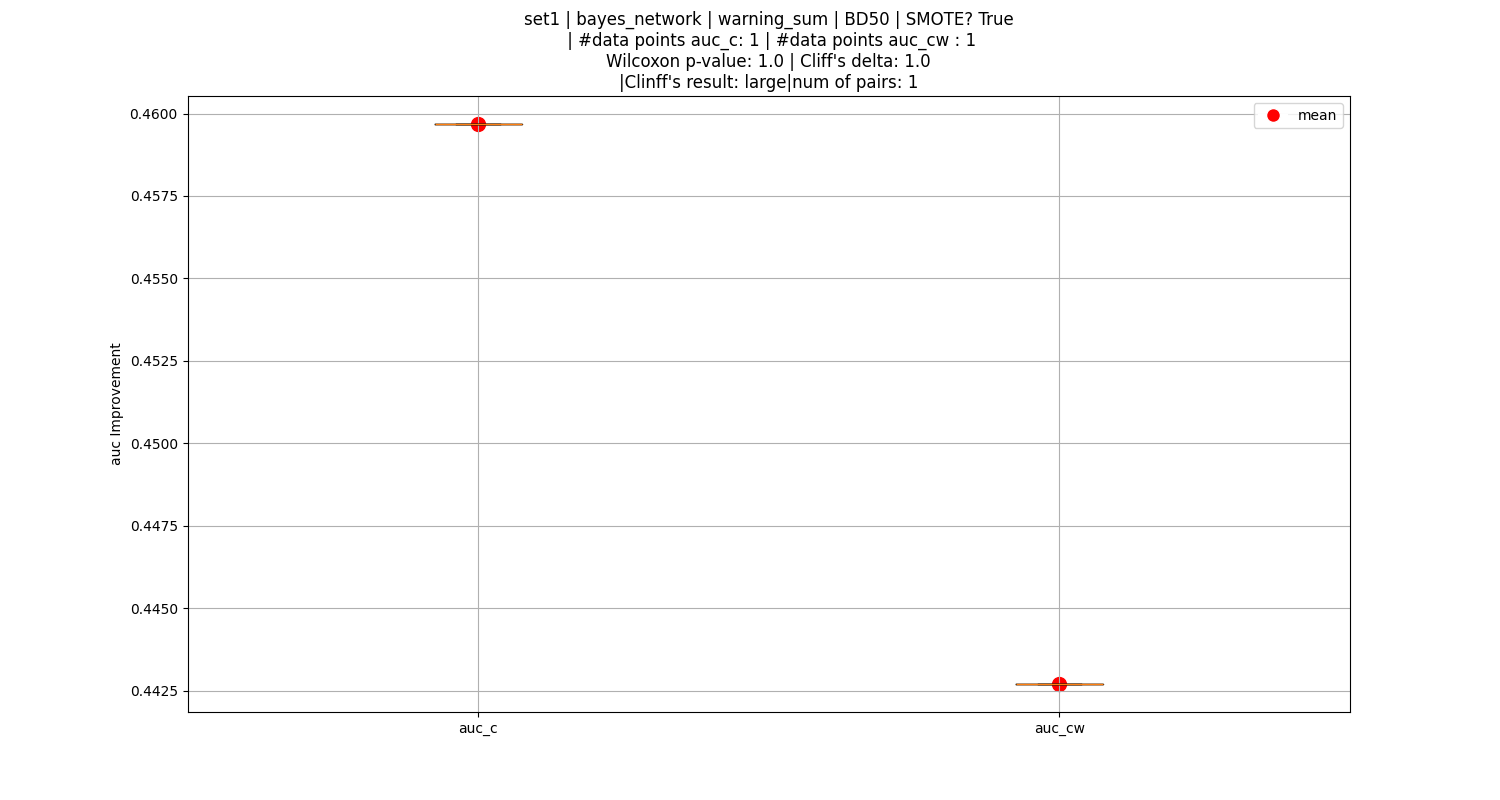 set1 | bayes_network | warning_sum | BD50 | SMOTE? True
| #data points auc_c: 1 | #data points auc_cw : 1
Wilcoxon p-value: 1.0 | Cliff's delta: 1.0
|Clinff's result: large|num of pairs: 1
mean
auc Improvement
0.4600
0.4575
0.4550
0.4525
0.4500
0.4475
0.4450
0.4425
auc_c
auc_cw